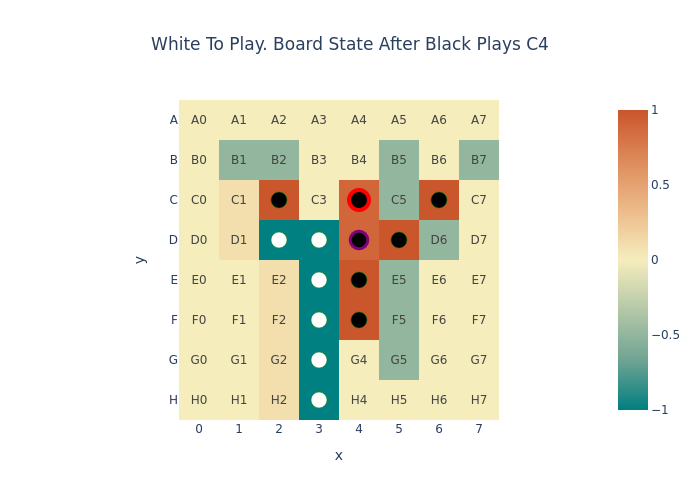 White To Play. Board State After Black Plays C4
A A0 A1 A2 A3 A4 A5 A6 A7
B B0 B1 B2 B3 B4 B5 B6 B7
C C0 C1 C3 C5 C7
D D0 D1 D6 D7
E E0 E1 E2 E5 E6 E7
F F0 F1 F2 F5 F6 F7
G G0 G1 G2 G4 G5 G6 G7
H H0 H1 H2 H4 H5 H6 H7
0 1 2 3 4 5 6 7
x
y
1
0.5
0
−0.5
−1